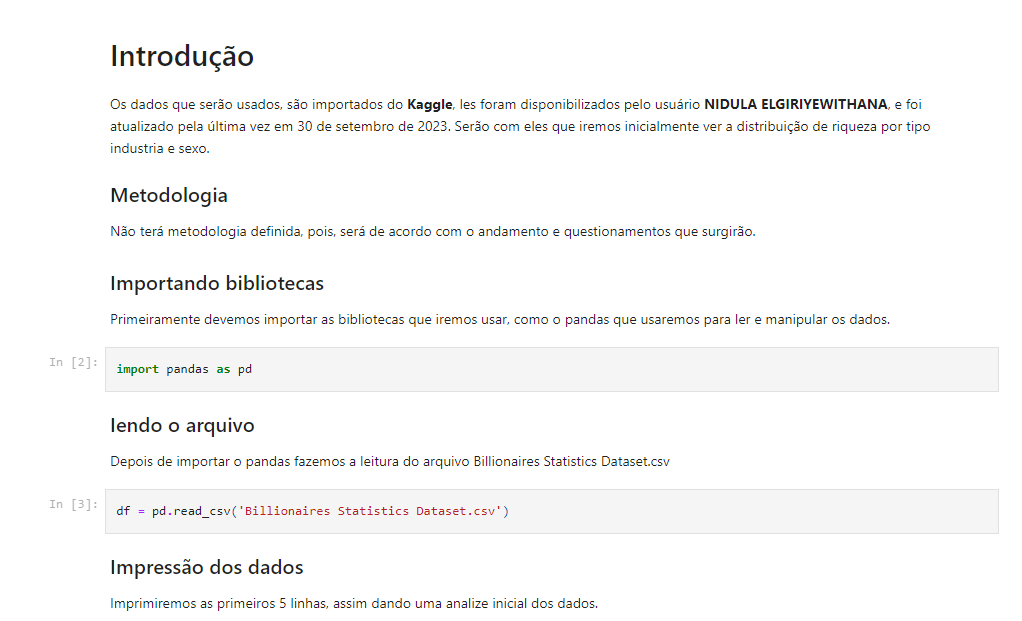 Introdução
Os dados que serão usados, são importados do Kaggle, les foram disponibilizados pelo usuário NIDULA ELGIRIYEWITHANA, e foi
atualizado pela última vez em 30 de setembro de 2023. Serão com eles que iremos inicialmente ver a distribuição de riqueza por tipo
industria e sexo.
Metodologia
Não terá metodologia definida, pois, será de acordo com o andamento e questionamentos que surgirão.
Importando bibliotecas
Primeiramente devemos importar as bibliotecas que iremos usar, como o pandas que usaremos para ler e manipular os dados.
In [2]: import pandas as pd
lendo o arquivo
Depois de importar o pandas fazemos a leitura do arquivo Billionaires Statistics Dataset.csv
In [3]: df = pd.read_csv('Billionaires Statistics Dataset.csv')
Impressão dos dados
Imprimiremos as primeiros 5 linhas, assim dando uma analize inicial dos dados.